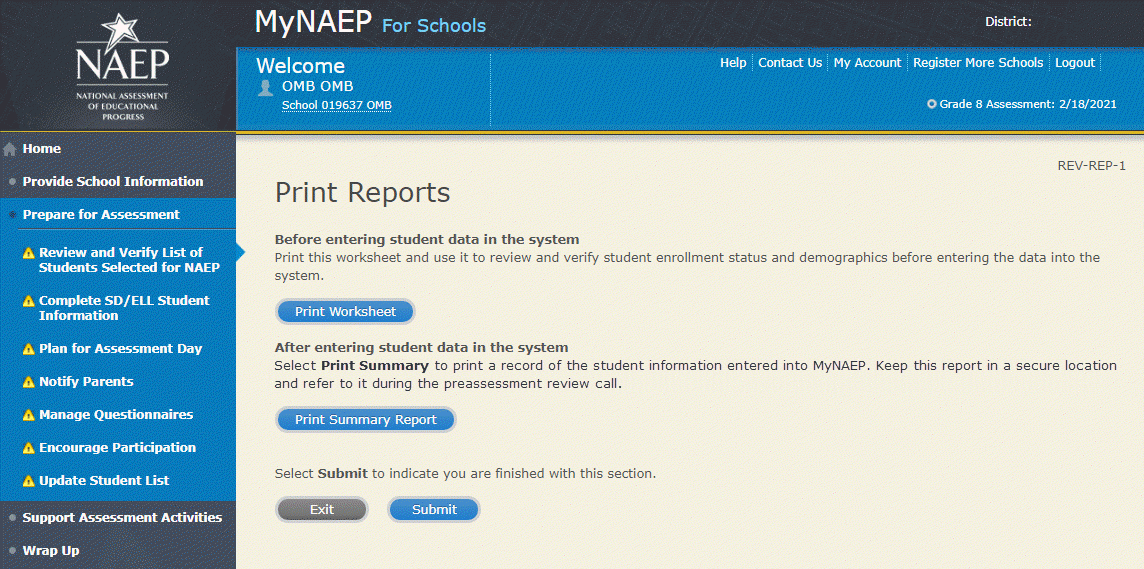 NAEP
NATIONAL ASSESSMENT
OF EDUCATIONAL
PROGRESS
MyNAEP For Schools
District:
Welcome
OMB OMB
School 019637 OMB
Help
Contact Us
My Account
Register More Schools
Logout
Grade 8 Assessment: 2/18/2021
Home
Provide School Information
Prepare for Assessment
Review and Verify List of
Students Selected for NAEP
Complete SD/ELL Student
Information
Plan for Assessment Day
Notify Parents
Manage Questionnaires
Encourage Participation
Update Student List
Support Assessment Activities
Wrap Up
REV-REP-1
Print Reports
Before entering student data in the system
Print this worksheet and use it to review and verify student enrollment status and demographics before entering the data into the
system.
Print Worksheet
After entering student data in the system
Select Print Summary to print a record of the student information entered into MyNAEP. Keep this report in a secure location
and refer to it during the preassessment review call.
Print Summary Report
Select Submit to indicate you are finished with this section.
Exit
Submit